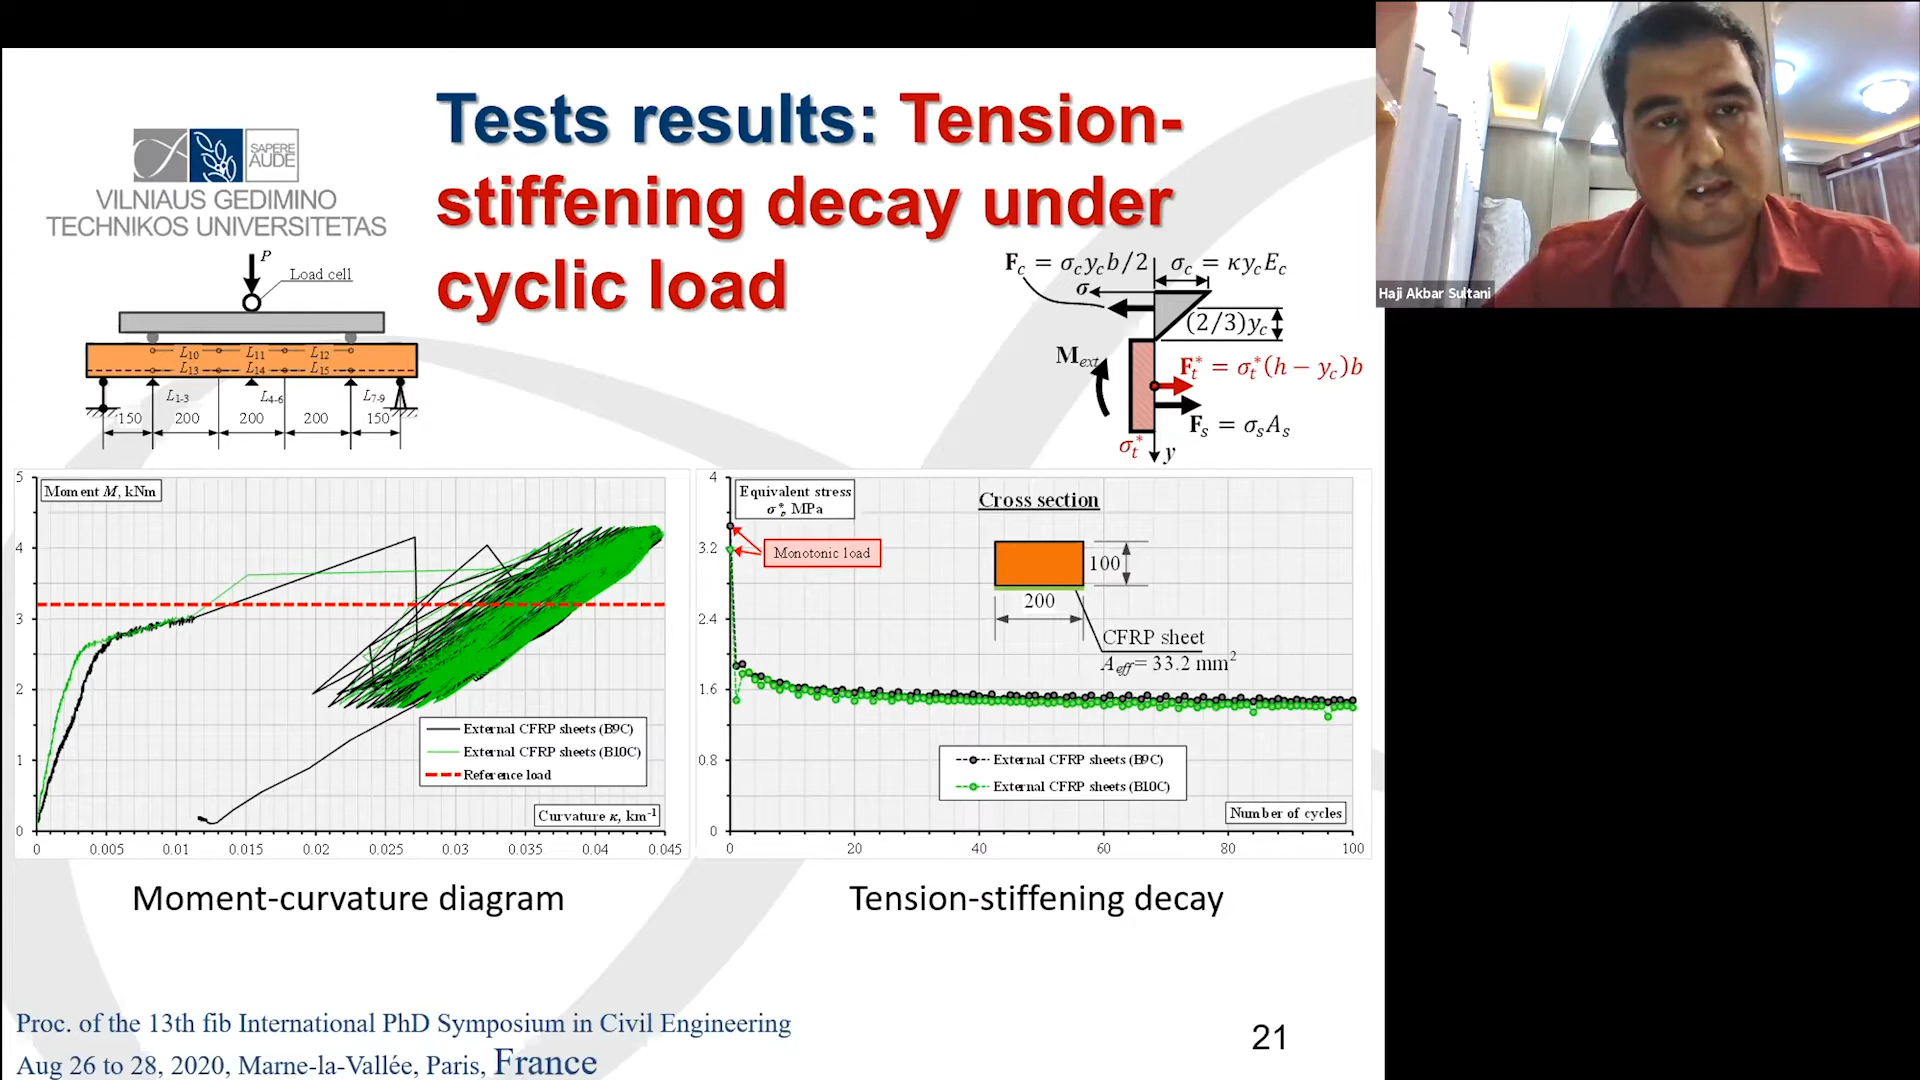 Tests results: Tension-
stiffening decay under
cyclic load
SAPERE
AUDE
VILNIAUS GEDIMINO
TECHNIKOS UNIVERSITETAS
P
Load cell
L10 L11 L12
L13 L14 L15
L1-3 L4-6 L7-9
150 200 200 200 150
Fc = σcycb/2 σc = κycEc
σ
(2/3)yc
Mext
Ft* = σt*(h − yc)b
Fs = σsAs
σt*
y
Moment M, kNm
5
4
3
2
1
0
0 0.005 0.01 0.015 0.02 0.025 0.03 0.035 0.04 0.045
External CFRP sheets (B9C)
External CFRP sheets (B10C)
Reference load
Curvature κ, km-1
Moment-curvature diagram
Equivalent stress
σ*t, MPa
Monotonic load
Cross section
100
200
CFRP sheet
Aeff= 33.2 mm2
4
3.2
2.4
1.6
0.8
0
0 20 40 60 80 100
External CFRP sheets (B9C)
External CFRP sheets (B10C)
Number of cycles
Tension-stiffening decay
Proc. of the 13th fib International PhD Symposium in Civil Engineering
Aug 26 to 28, 2020, Marne-la-Vallée, Paris, France
21
Haji Akbar Sultani